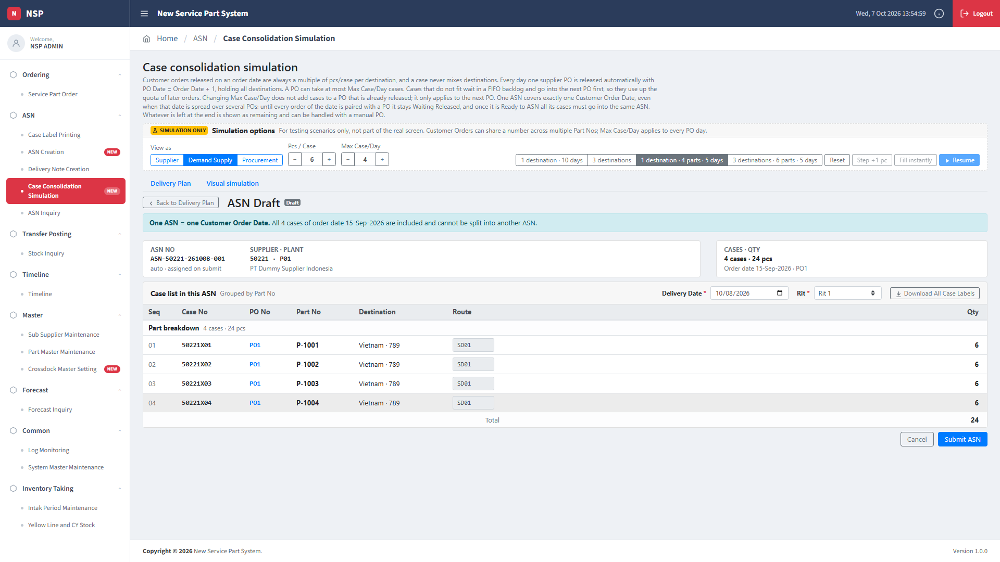 N NSP
New Service Part System
Wed, 7 Oct 2026 13:54:59
Logout
Welcome,
NSP ADMIN
Ordering
Service Part Order
ASN
Case Label Printing
ASN Creation NEW
Delivery Note Creation
Case Consolidation
Simulation NEW
ASN Inquiry
Transfer Posting
Stock Inquiry
Timeline
Timeline
Master
Sub Supplier Maintenance
Part Master Maintenance
Crossdock Master Setting NEW
Forecast
Forecast Inquiry
Common
Log Monitoring
System Master Maintenance
Inventory Taking
Intak Period Maintenance
Yellow Line and CY Stock
Home / ASN / Case Consolidation Simulation
Case consolidation simulation
Customer orders released on an order date are always a multiple of pcs/case per destination, and a case never mixes destinations. Every day one supplier PO is released automatically with
PO Date = Order Date + 1, holding all destinations. A PO can take at most Max Case/Day cases. Cases that do not fit wait in a FIFO backlog and go into the next PO first, so they use up the
quota of later orders. Changing Max Case/Day does not add cases to a PO that is already released; it only applies to the next PO. One ASN covers exactly one Customer Order Date, even
when that date is spread over several POs: until every order of the date is paired with a PO it stays Waiting Released, and once it is Ready to ASN all its cases must go into the same ASN.
Whatever is left at the end is shown as remaining and can be handled with a manual PO.
SIMULATION ONLY Simulation options For testing scenarios only, not part of the real screen. Customer Orders can share a number across multiple Part Nos; Max Case/Day applies to every PO day.
View as
Supplier Demand Supply Procurement
Pcs / Case
− 6 +
Max Case/Day
− 4 +
1 destination · 10 days 3 destinations 1 destination · 4 parts · 5 days 3 destinations · 6 parts · 5 days Reset Step +1 pc Fill instantly Resume
Delivery Plan Visual simulation
Back to Delivery Plan ASN Draft Draft
One ASN = one Customer Order Date. All 4 cases of order date 15-Sep-2026 are included and cannot be split into another ASN.
ASN NO
ASN-50221-261008-001
auto · assigned on submit
SUPPLIER · PLANT
50221 · P01
PT Dummy Supplier Indonesia
CASES · QTY
4 cases · 24 pcs
Order date 15-Sep-2026 · PO1
Case list in this ASN Grouped by Part No Delivery Date * 10/08/2026 Rit * Rit 1 Download All Case Labels
Seq Case No PO No Part No Destination Route Qty
Part breakdown 4 cases · 24 pcs
01 50221X01 PO1 P-1001 Vietnam · 789 SD01 6
02 50221X02 PO1 P-1002 Vietnam · 789 SD01 6
03 50221X03 PO1 P-1003 Vietnam · 789 SD01 6
04 50221X04 PO1 P-1004 Vietnam · 789 SD01 6
Total 24
Cancel Submit ASN
Copyright © 2026 New Service Part System.
Version 1.0.0